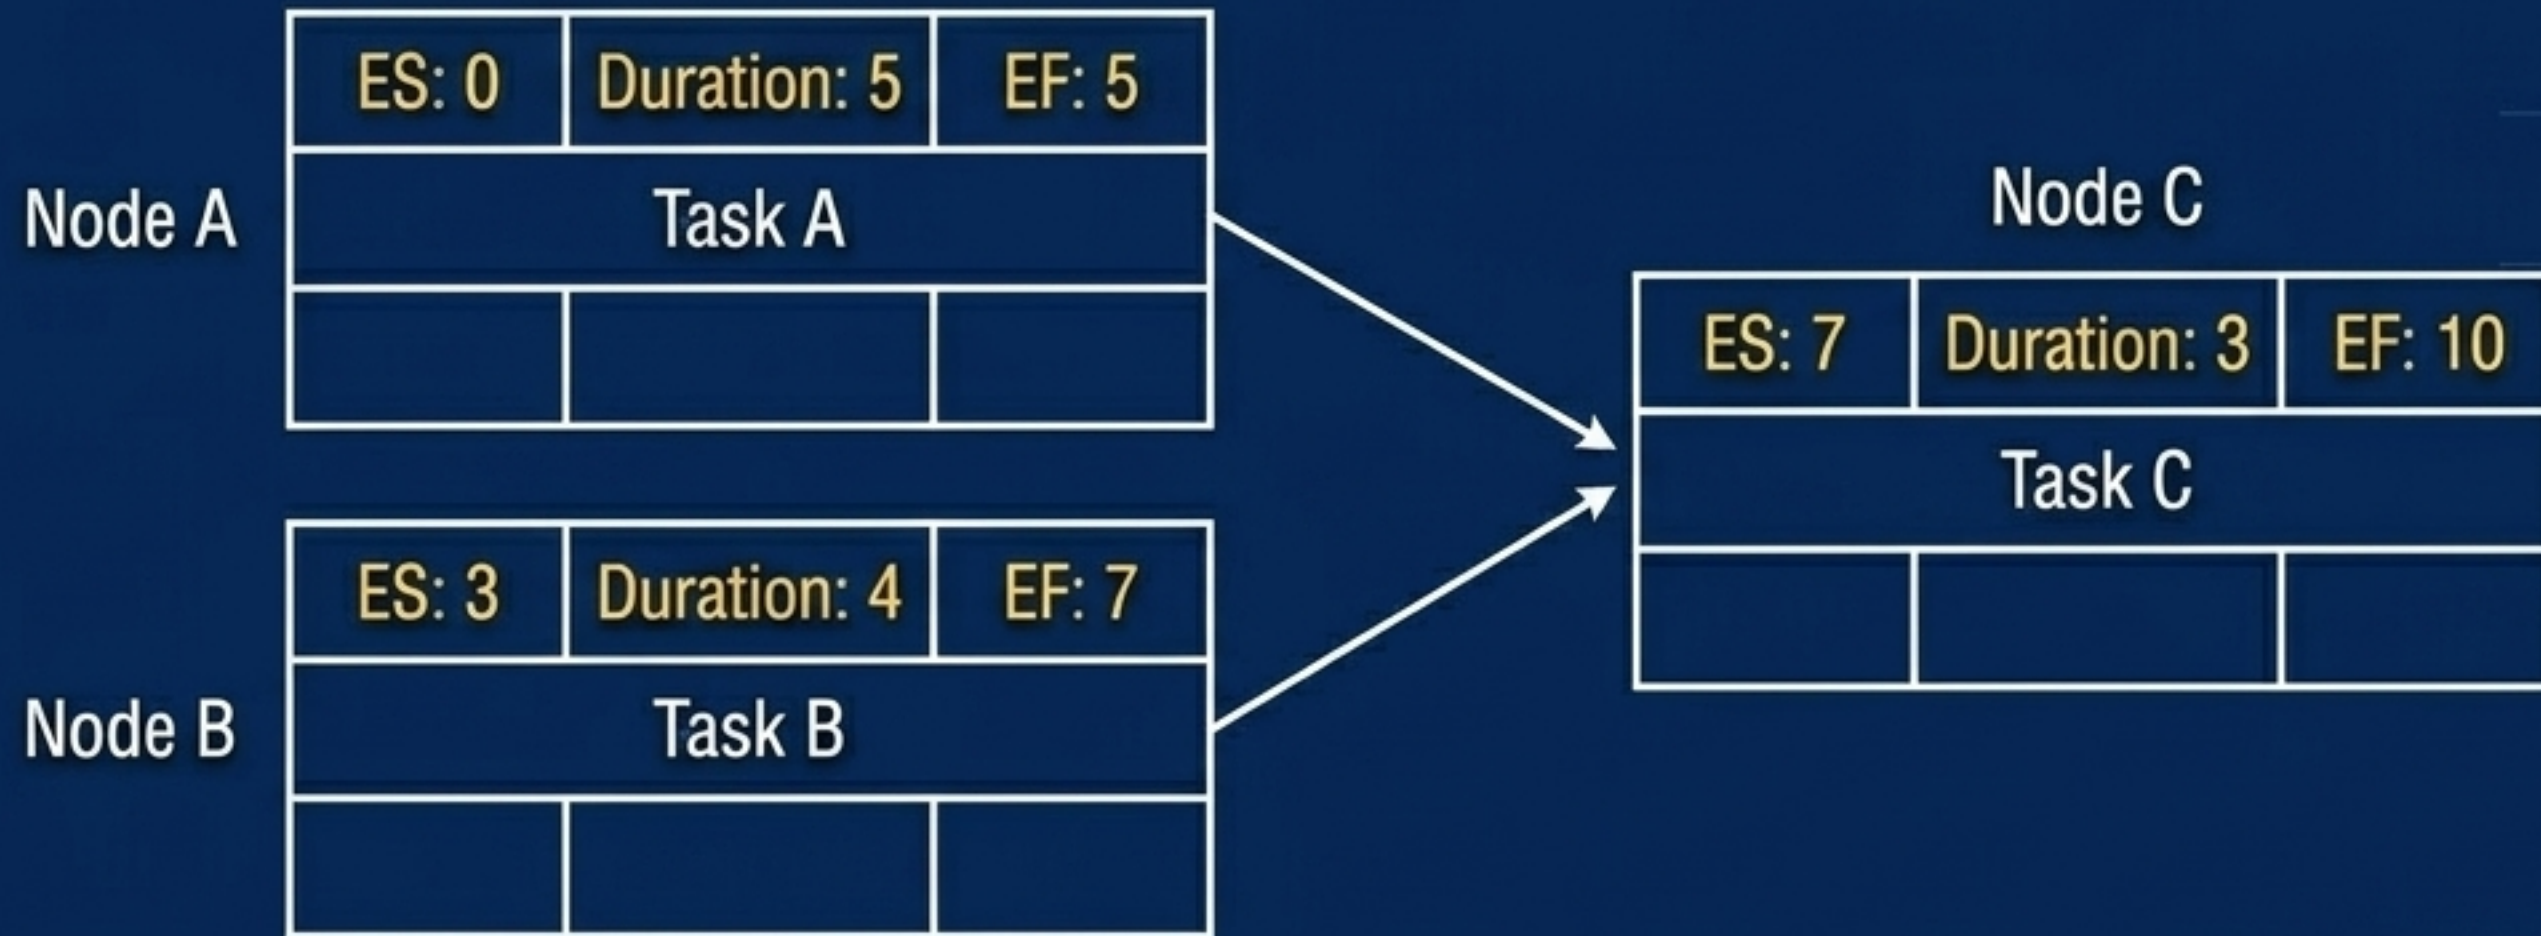 ES: 0 Duration: 5 EF: 5
Node A
Task A
Node C
ES: 7 Duration: 3 EF: 10
Task C
ES: 3 Duration: 4 EF: 7
Node B
Task B